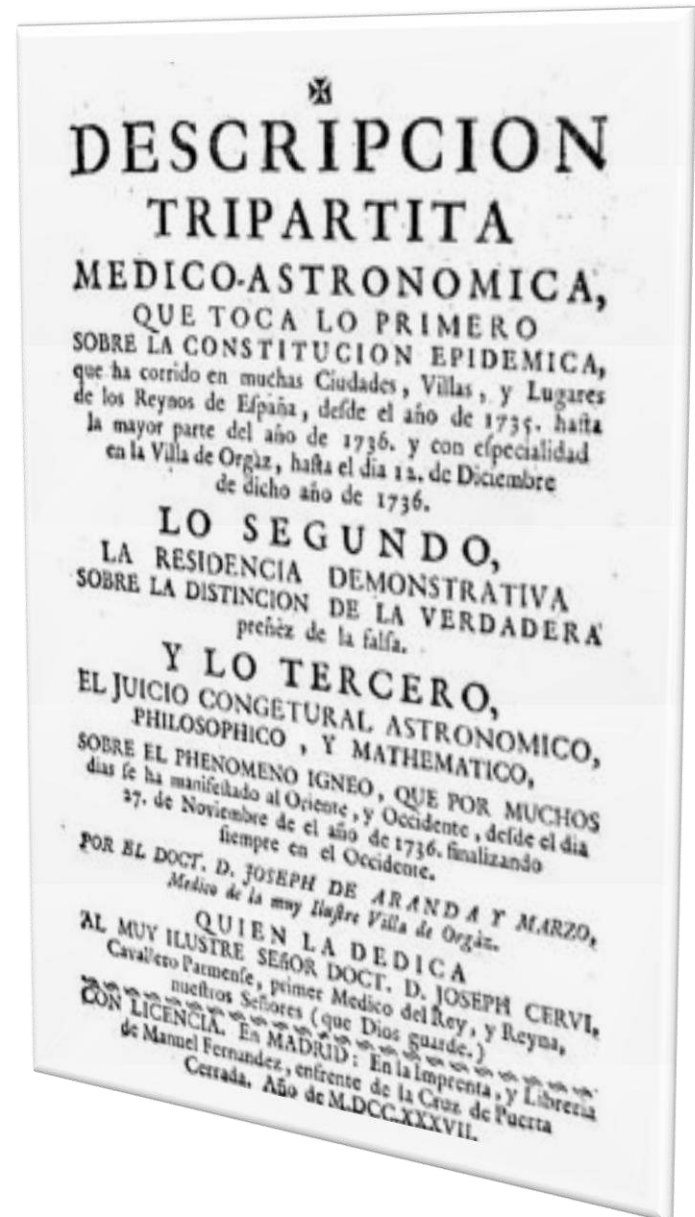 ✠
DESCRIPCION
TRIPARTITA
MEDICO-ASTRONOMICA,
QUE TOCA LO PRIMERO
SOBRE LA CONSTITUCION EPIDEMICA,
que ha corrido en muchas Ciudades, Villas, y Lugares
de los Reynos de Eſpaña, deſde el año de 1735. haſta
la mayor parte del año de 1736. y con eſpecialidad
en la Villa de Orgàz, haſta el dia 12. de Diciembre
de dicho año de 1736.
LO SEGUNDO,
LA RESIDENCIA DEMONSTRATIVA
SOBRE LA DISTINCION DE LA VERDADERA
preñèz de la falſa.
Y LO TERCERO,
EL JUICIO CONGETURAL ASTRONOMICO,
PHILOSOPHICO, Y MATHEMATICO,
SOBRE EL PHENOMENO IGNEO, QUE POR MUCHOS
dias ſe ha manifeſtado al Oriente, y Occidente, deſde el dia
27. de Noviembre de el año de 1736. finalizando
ſiempre en el Occidente.
POR EL DOCT. D. JOSEPH DE ARANDA Y MARZO,
Medico de la muy Iluſtre Villa de Orgàz.
QUIEN LA DEDICA
AL MUY ILUSTRE SEñOR DOCT. D. JOSEPH CERVI,
Cavallero Parmenſe, primer Medico del Rey, y Reyna,
nueſtros Señores (que Dios guarde.)
CON LICENCIA. En MADRID: En la Imprenta, y Libreria
de Manuel Fernandez, enfrente de la Cruz de Puerta
Cerrada. Año de M.DCC.XXXVII.